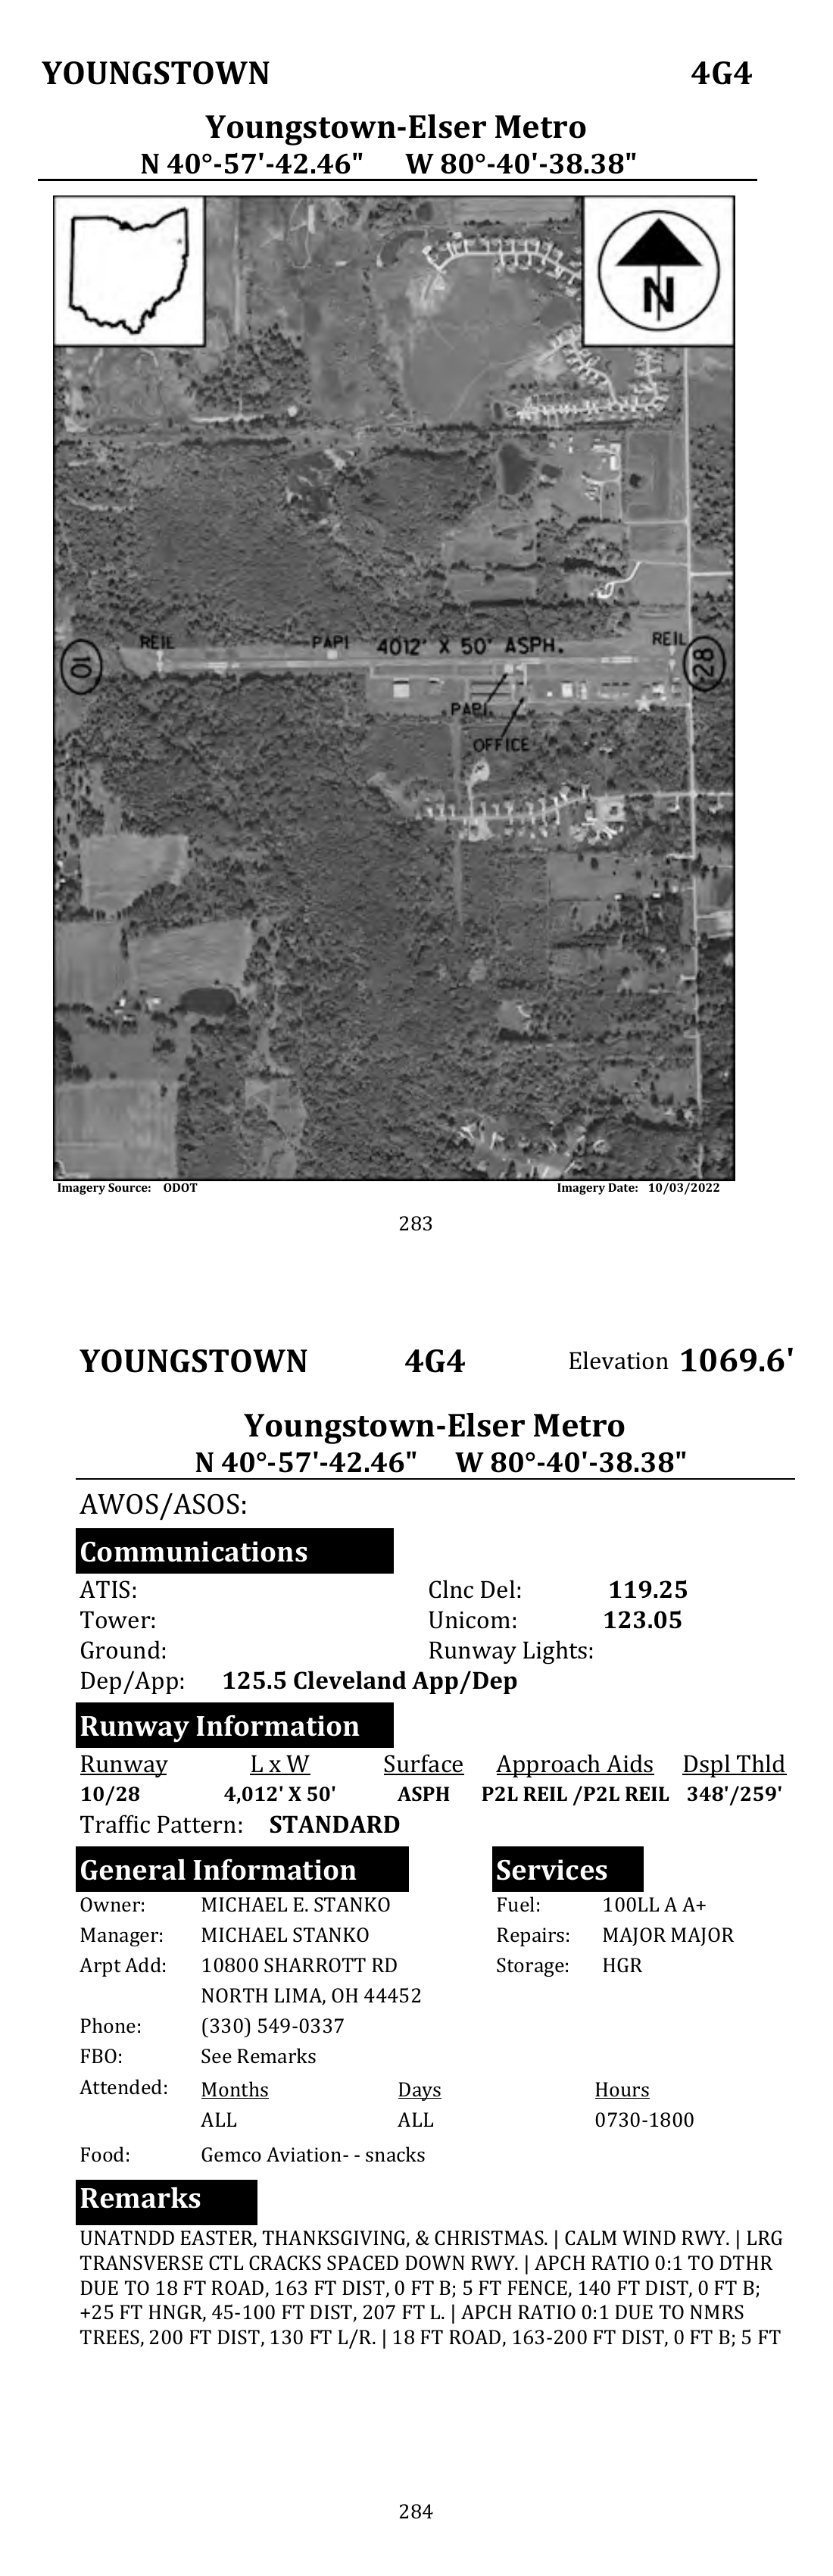 YOUNGSTOWN 4G4
Youngstown-Elser Metro
N 40°-57'-42.46" W 80°-40'-38.38"
N
REIL PAPI 4012' X 50' ASPH. REIL
10 28
PAPI
OFFICE
Imagery Source: ODOT Imagery Date: 10/03/2022
283
YOUNGSTOWN 4G4 Elevation 1069.6'
Youngstown-Elser Metro
N 40°-57'-42.46" W 80°-40'-38.38"
AWOS/ASOS:
Communications
ATIS: Clnc Del: 119.25
Tower: Unicom: 123.05
Ground: Runway Lights:
Dep/App: 125.5 Cleveland App/Dep
Runway Information
Runway L x W Surface Approach Aids Dspl Thld
10/28 4,012' X 50' ASPH P2L REIL /P2L REIL 348'/259'
Traffic Pattern: STANDARD
General Information Services
Owner: MICHAEL E. STANKO Fuel: 100LL A A+
Manager: MICHAEL STANKO Repairs: MAJOR MAJOR
Arpt Add: 10800 SHARROTT RD Storage: HGR
NORTH LIMA, OH 44452
Phone: (330) 549-0337
FBO: See Remarks
Attended: Months Days Hours
ALL ALL 0730-1800
Food: Gemco Aviation- - snacks
Remarks
UNATNDD EASTER, THANKSGIVING, & CHRISTMAS. | CALM WIND RWY. | LRG
TRANSVERSE CTL CRACKS SPACED DOWN RWY. | APCH RATIO 0:1 TO DTHR
DUE TO 18 FT ROAD, 163 FT DIST, 0 FT B; 5 FT FENCE, 140 FT DIST, 0 FT B;
+25 FT HNGR, 45-100 FT DIST, 207 FT L. | APCH RATIO 0:1 DUE TO NMRS
TREES, 200 FT DIST, 130 FT L/R. | 18 FT ROAD, 163-200 FT DIST, 0 FT B; 5 FT
284